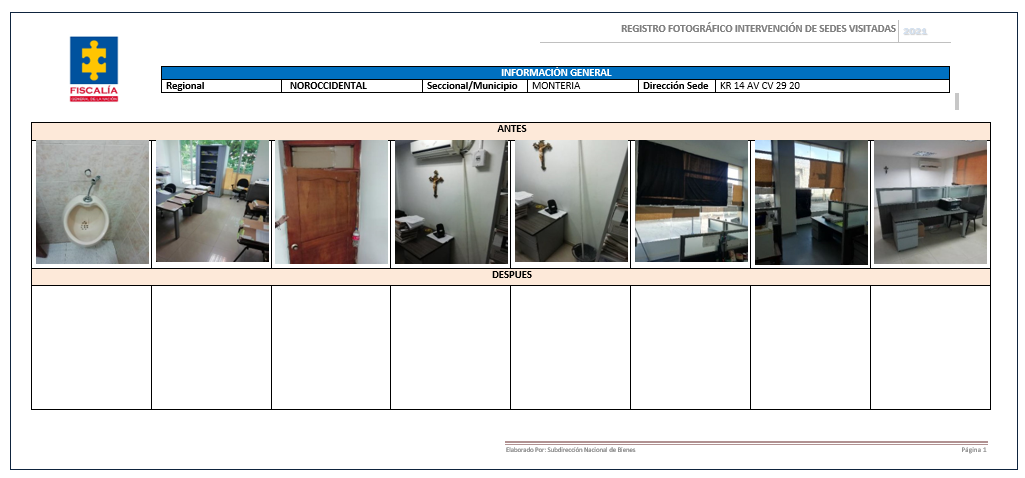 REGISTRO FOTOGRÁFICO INTERVENCIÓN DE SEDES VISITADAS 2021
FISCALÍA
GENERAL DE LA NACIÓN
INFORMACIÓN GENERAL
Regional NOROCCIDENTAL Seccional/Municipio MONTERIA Dirección Sede KR 14 AV CV 29 20
ANTES
DESPUES
Elaborado Por: Subdirección Nacional de Bienes Página 1